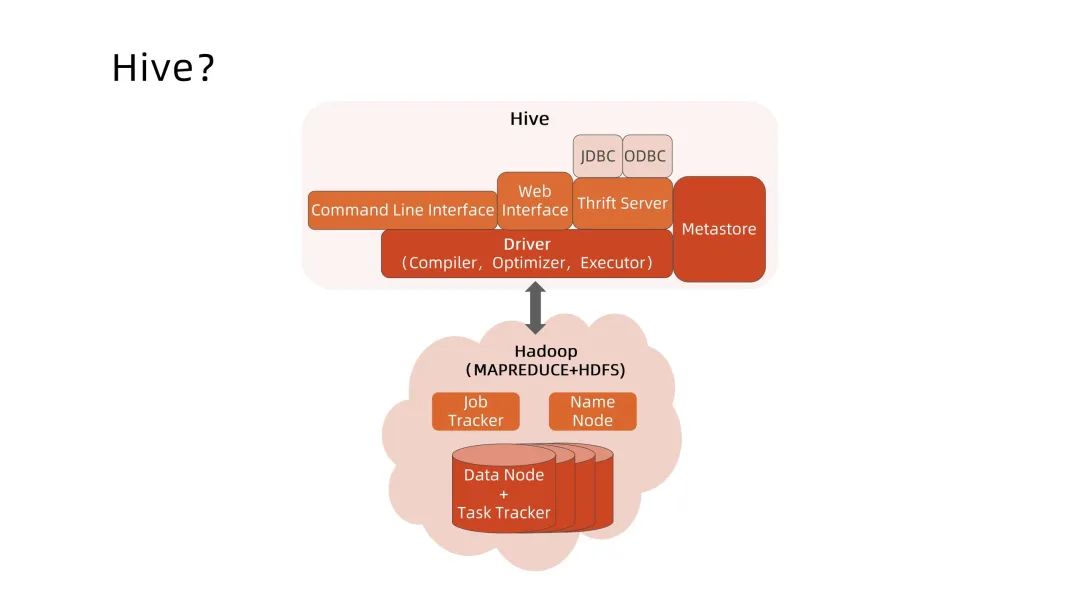 Hive?
Hive
JDBC
ODBC
Web
Interface
Thrift Server
Command Line Interface
Metastore
Driver
（Compiler，Optimizer，Executor）
Hadoop
（MAPREDUCE+HDFS）
Job
Tracker
Name
Node
Data Node
+
Task Tracker